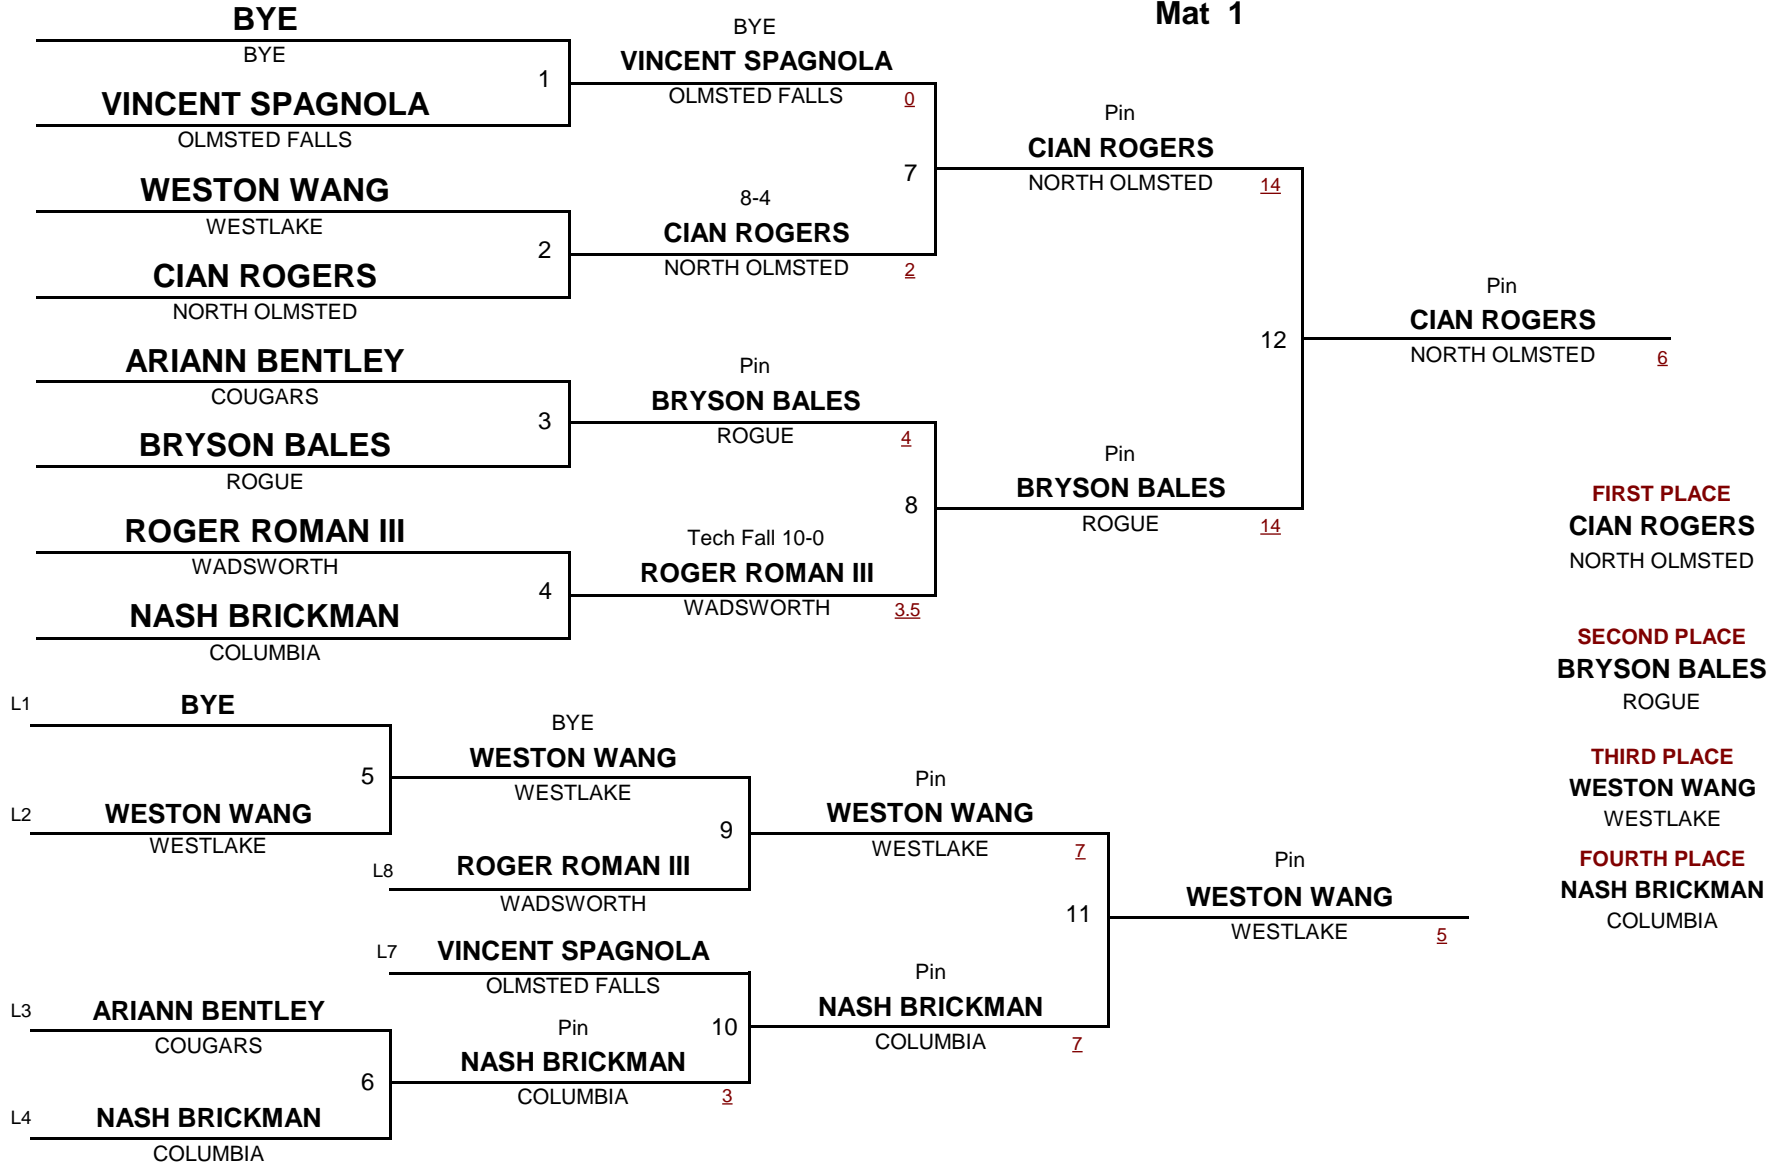 Mat 1
BYE
BYE
1
VINCENT SPAGNOLA
OLMSTED FALLS
WESTON WANG
WESTLAKE
2
CIAN ROGERS
NORTH OLMSTED
ARIANN BENTLEY
COUGARS
3
BRYSON BALES
ROGUE
ROGER ROMAN III
WADSWORTH
4
NASH BRICKMAN
COLUMBIA
BYE
VINCENT SPAGNOLA
OLMSTED FALLS 0
7
8-4
CIAN ROGERS
NORTH OLMSTED 2
Pin
BRYSON BALES
ROGUE 4
8
Tech Fall 10-0
ROGER ROMAN III
WADSWORTH 3.5
Pin
CIAN ROGERS
NORTH OLMSTED 14
12
Pin
BRYSON BALES
ROGUE 14
Pin
CIAN ROGERS
NORTH OLMSTED 6
FIRST PLACE
CIAN ROGERS
NORTH OLMSTED
SECOND PLACE
BRYSON BALES
ROGUE
THIRD PLACE
WESTON WANG
WESTLAKE
FOURTH PLACE
NASH BRICKMAN
COLUMBIA
L1 BYE
5
L2 WESTON WANG
WESTLAKE
L3 ARIANN BENTLEY
COUGARS
6
L4 NASH BRICKMAN
COLUMBIA
BYE
WESTON WANG
WESTLAKE
9
L8 ROGER ROMAN III
WADSWORTH
L7 VINCENT SPAGNOLA
OLMSTED FALLS
10
Pin
NASH BRICKMAN
COLUMBIA 3
Pin
WESTON WANG
WESTLAKE 7
11
Pin
NASH BRICKMAN
COLUMBIA 7
Pin
WESTON WANG
WESTLAKE 5